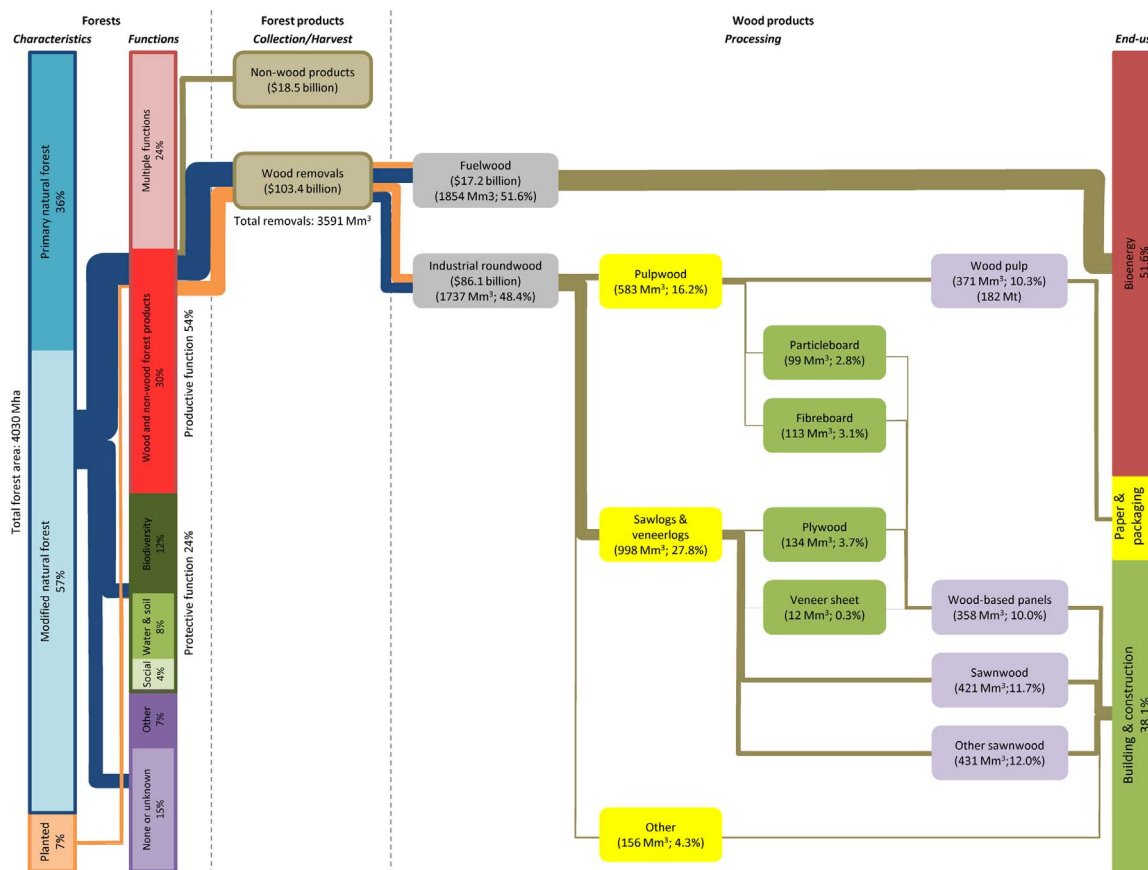 Forests
Forest products
Wood products
Characteristics
Functions
Collection/Harvest
Processing
End-us
Total forest area: 4030 Mha
Primary natural forest
36%
Modified natural forest
57%
Planted
7%
Multiple functions
24%
Wood and non-wood forest products
30%
Biodiversity
12%
Water & soil
8%
Social
4%
Other
7%
None or unknown
15%
Productive function 54%
Protective function 24%
Non-wood products
($18.5 billion)
Wood removals
($103.4 billion)
Total removals: 3591 Mm³
Fuelwood
($17.2 billion)
(1854 Mm3; 51.6%)
Industrial roundwood
($86.1 billion)
(1737 Mm³; 48.4%)
Pulpwood
(583 Mm³; 16.2%)
Sawlogs &
veneerlogs
(998 Mm³; 27.8%)
Other
(156 Mm³; 4.3%)
Particleboard
(99 Mm³; 2.8%)
Fibreboard
(113 Mm³; 3.1%)
Plywood
(134 Mm³; 3.7%)
Veneer sheet
(12 Mm³; 0.3%)
Wood pulp
(371 Mm³; 10.3%)
(182 Mt)
Wood-based panels
(358 Mm³; 10.0%)
Sawnwood
(421 Mm³;11.7%)
Other sawnwood
(431 Mm³;12.0%)
Bioenergy
51.6%
Paper &
packaging
Building & construction
38.1%